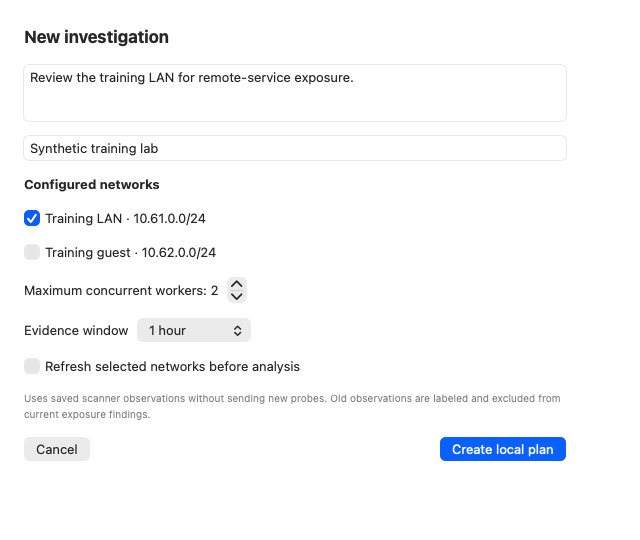 New investigation
Review the training LAN for remote-service exposure.
Synthetic training lab
Configured networks
Training LAN · 10.61.0.0/24
Training guest · 10.62.0.0/24
Maximum concurrent workers: 2
Evidence window 1 hour
Refresh selected networks before analysis
Uses saved scanner observations without sending new probes. Old observations are labeled and excluded from
current exposure findings.
Cancel Create local plan